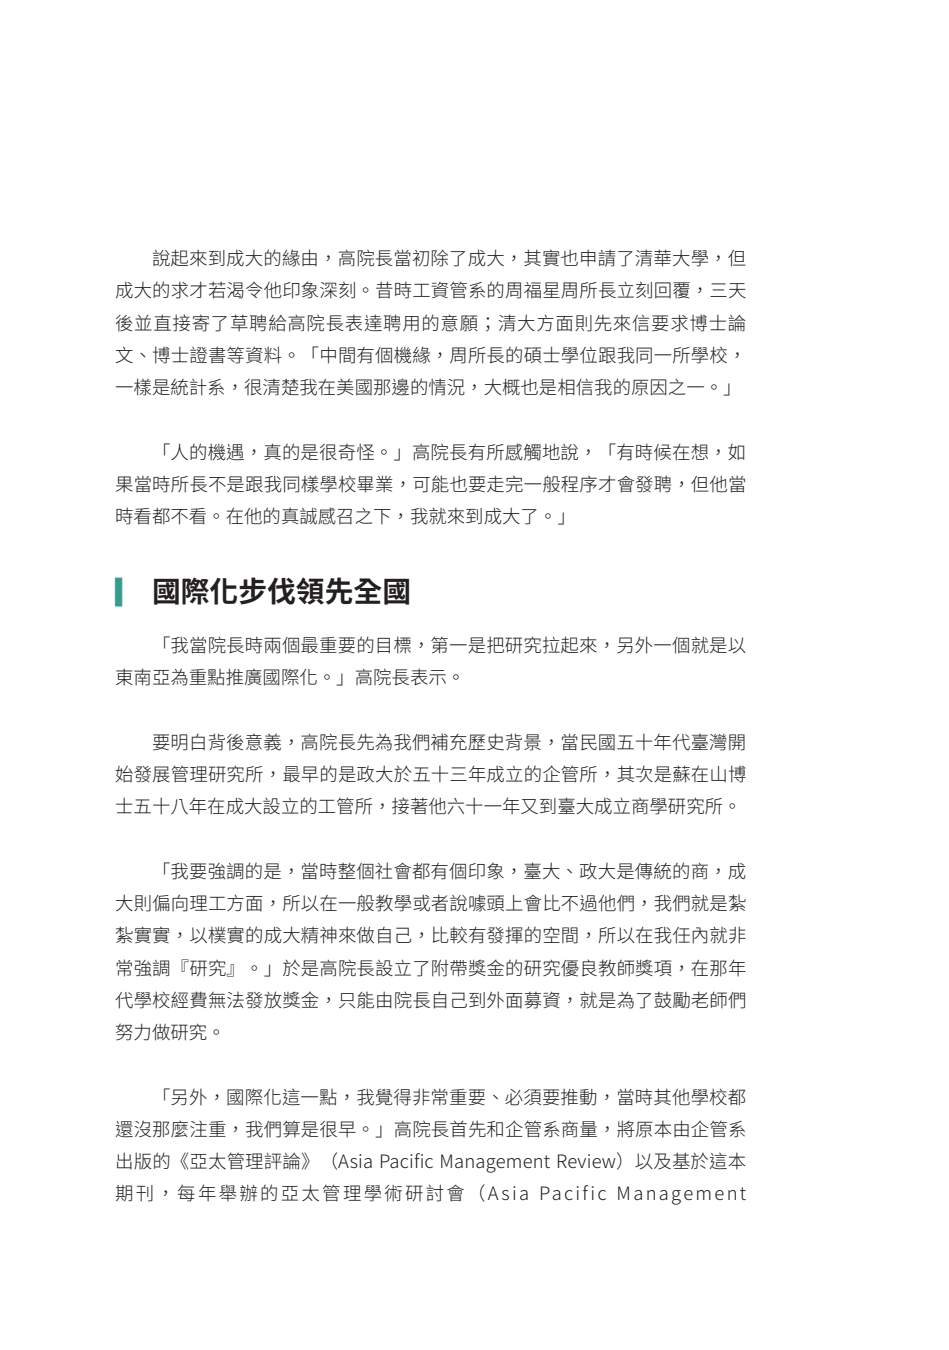 說起來到成大的緣由，高院長當初除了成大，其實也申請了清華大學，但
成大的求才若渴令他印象深刻。昔時工資管系的周福星周所長立刻回覆，三天
後並直接寄了草聘給高院長表達聘用的意願；清大方面則先來信要求博士論
文、博士證書等資料。「中間有個機緣，周所長的碩士學位跟我同一所學校，
一樣是統計系，很清楚我在美國那邊的情況，大概也是相信我的原因之一。」
「人的機遇，真的是很奇怪。」高院長有所感觸地說，「有時候在想，如
果當時所長不是跟我同樣學校畢業，可能也要走完一般程序才會發聘，但他當
時看都不看。在他的真誠感召之下，我就來到成大了。」
國際化步伐領先全國
「我當院長時兩個最重要的目標，第一是把研究拉起來，另外一個就是以
東南亞為重點推廣國際化。」高院長表示。
要明白背後意義，高院長先為我們補充歷史背景，當民國五十年代臺灣開
始發展管理研究所，最早的是政大於五十三年成立的企管所，其次是蘇在山博
士五十八年在成大設立的工管所，接著他六十一年又到臺大成立商學研究所。
「我要強調的是，當時整個社會都有個印象，臺大、政大是傳統的商，成
大則偏向理工方面，所以在一般教學或者說噱頭上會比不過他們，我們就是紮
紮實實，以樸實的成大精神來做自己，比較有發揮的空間，所以在我任內就非
常強調『研究』。」於是高院長設立了附帶獎金的研究優良教師獎項，在那年
代學校經費無法發放獎金，只能由院長自己到外面募資，就是為了鼓勵老師們
努力做研究。
「另外，國際化這一點，我覺得非常重要、必須要推動，當時其他學校都
還沒那麼注重，我們算是很早。」高院長首先和企管系商量，將原本由企管系
出版的《亞太管理評論》（Asia Pacific Management Review）以及基於這本
期刊，每年舉辦的亞太管理學術研討會（Asia Pacific Management